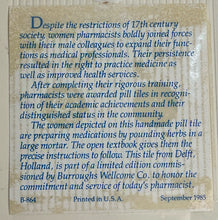 Despite the restrictions of 17th century
society, women pharmacists boldly joined forces
with their male colleagues to expand their func-
tions as medical professionals. Their persistence
resulted in the right to practice medicine as
well as improved health services.
After completing their rigorous training,
pharmacists were awarded pill tiles in recogni-
tion of their academic achievements and their
distinguished status in the community.
The women depicted on this handmade pill tile
are preparing medications by pounding herbs in a
large mortar. The open textbook gives them the
precise instructions to follow. This tile from Delft,
Holland, is part of a limited edition commis-
sioned by Burroughs Wellcome Co. to honor the
commitment and service of today's pharmacist.
B-864 Printed in U.S.A. September 1985